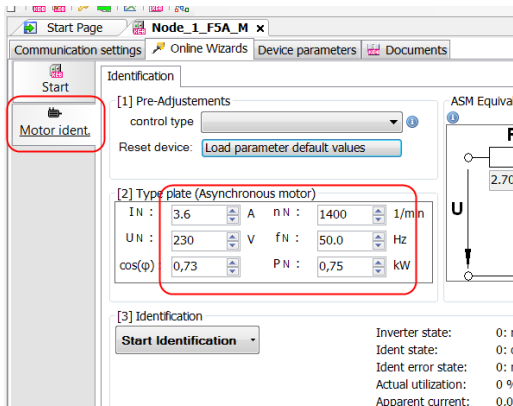 Start Page Node_1_F5A_M x
Communication settings Online Wizards Device parameters Documents
Start
Motor ident.
Identification
[1] Pre-Adjustements
control type
Reset device: Load parameter default values
ASM Equival
[2] Type plate (Asynchronous motor)
IN : 3.6 A nN : 1400 1/min
UN : 230 V fN : 50.0 Hz
cos(φ) : 0,73 PN : 0,75 kW
2.70
U
[3] Identification
Start Identification
Inverter state: 0:
Ident state: 0:
Ident error state: 0:
Actual utilization: 0 %
Apparent current: 0.0